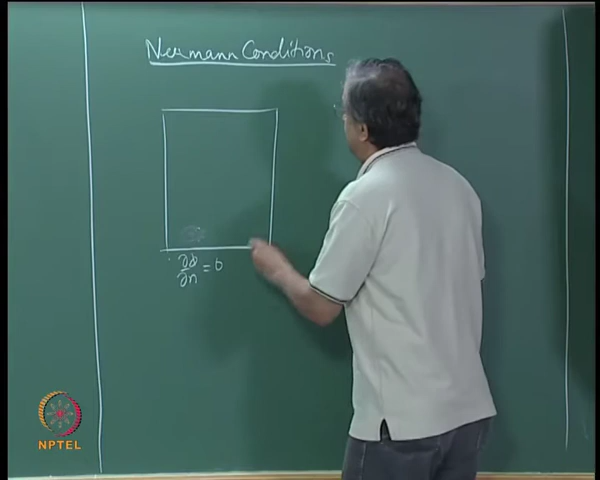 Neumann Conditions
∂φ/∂n = 0
NPTEL